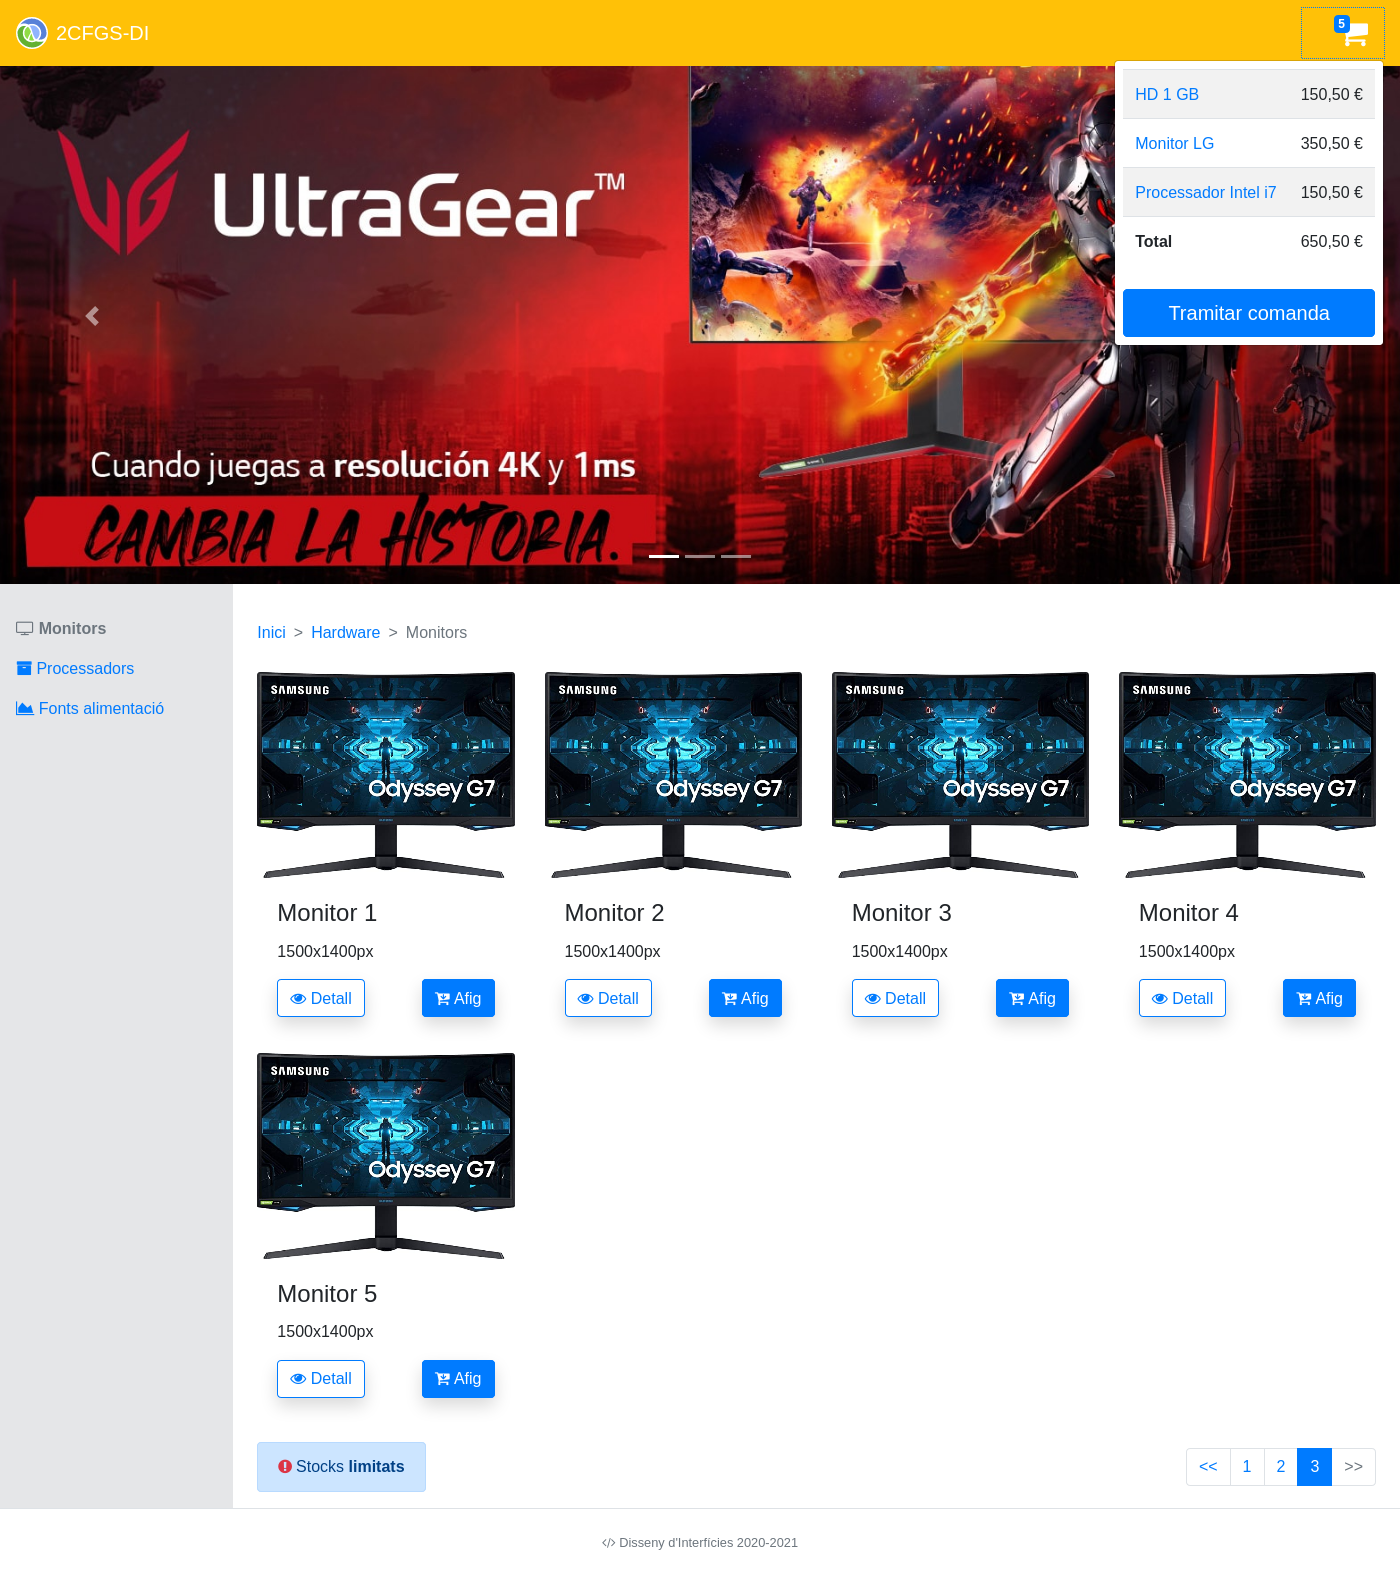 2CFGS-DI
5
HD 1 GB 150,50 €
Monitor LG 350,50 €
Processador Intel i7 150,50 €
Total 650,50 €
Tramitar comanda
UltraGear™
Cuando juegas a resolución 4K y 1ms
CAMBIA LA HISTORIA.
Monitors
Processadors
Fonts alimentació
Inici > Hardware > Monitors
SAMSUNG
Odyssey G7
SAMSUNG
Odyssey G7
SAMSUNG
Odyssey G7
SAMSUNG
Odyssey G7
Monitor 1
1500x1400px
Detall Afig
Monitor 2
1500x1400px
Detall Afig
Monitor 3
1500x1400px
Detall Afig
Monitor 4
1500x1400px
Detall Afig
SAMSUNG
Odyssey G7
Monitor 5
1500x1400px
Detall Afig
Stocks limitats
<< 1 2 3 >>
Disseny d'Interfícies 2020-2021